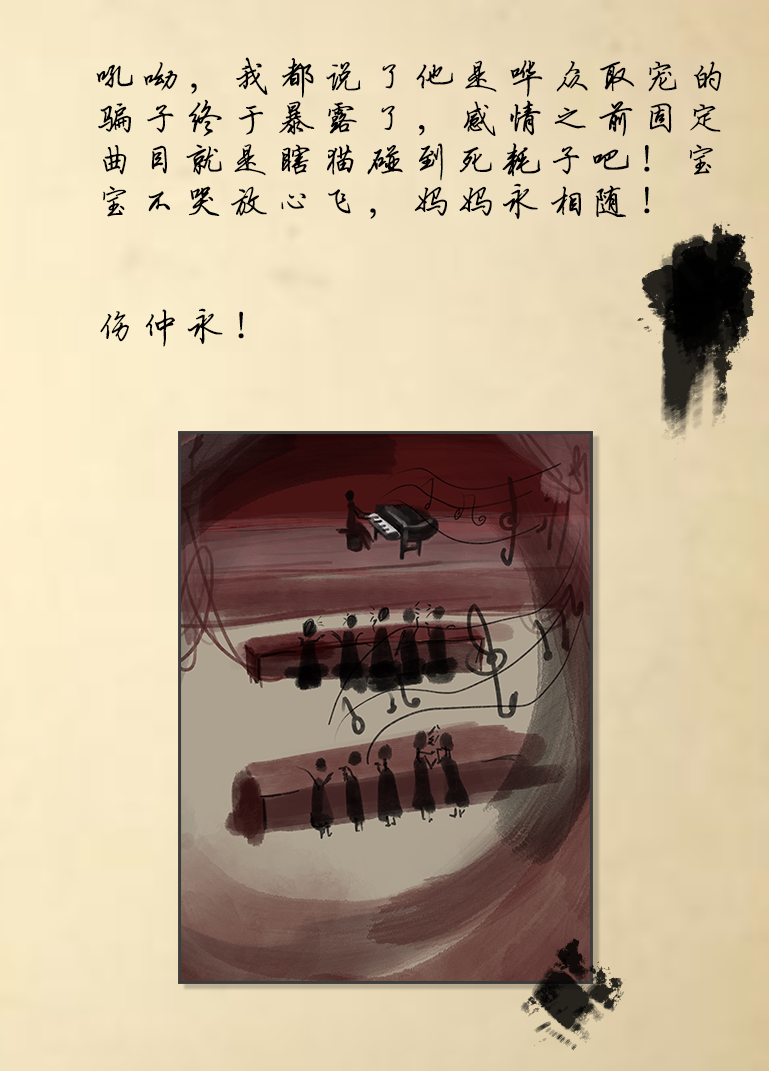 吼呦，我都说了他是哗众取宠的
骗子终于暴露了，感情之前固定
曲目就是瞎猫碰到死耗子吧！宝
宝不哭放心飞，妈妈永相随！
伤仲永！